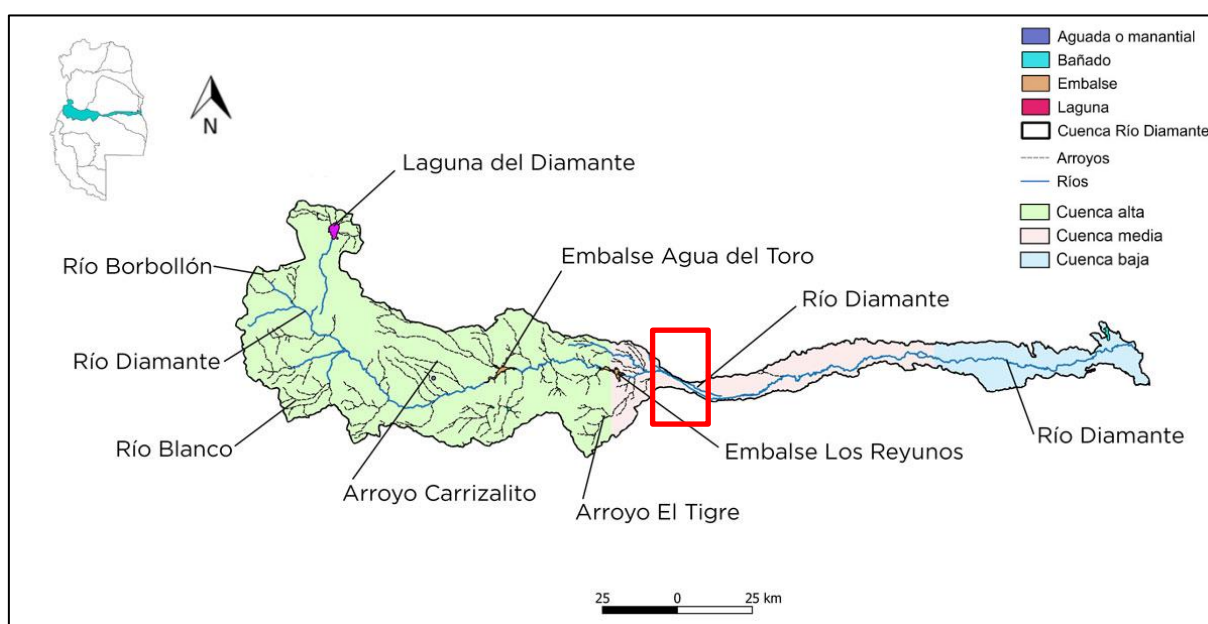 Aguada o manantial
Bañado
Embalse
Laguna
Cuenca Río Diamante
Arroyos
Ríos
Cuenca alta
Cuenca media
Cuenca baja
N
Laguna del Diamante
Río Borbollón
Embalse Agua del Toro
Río Diamante
Río Diamante
Río Blanco
Arroyo Carrizalito
Arroyo El Tigre
Embalse Los Reyunos
Río Diamante
25 0 25 km